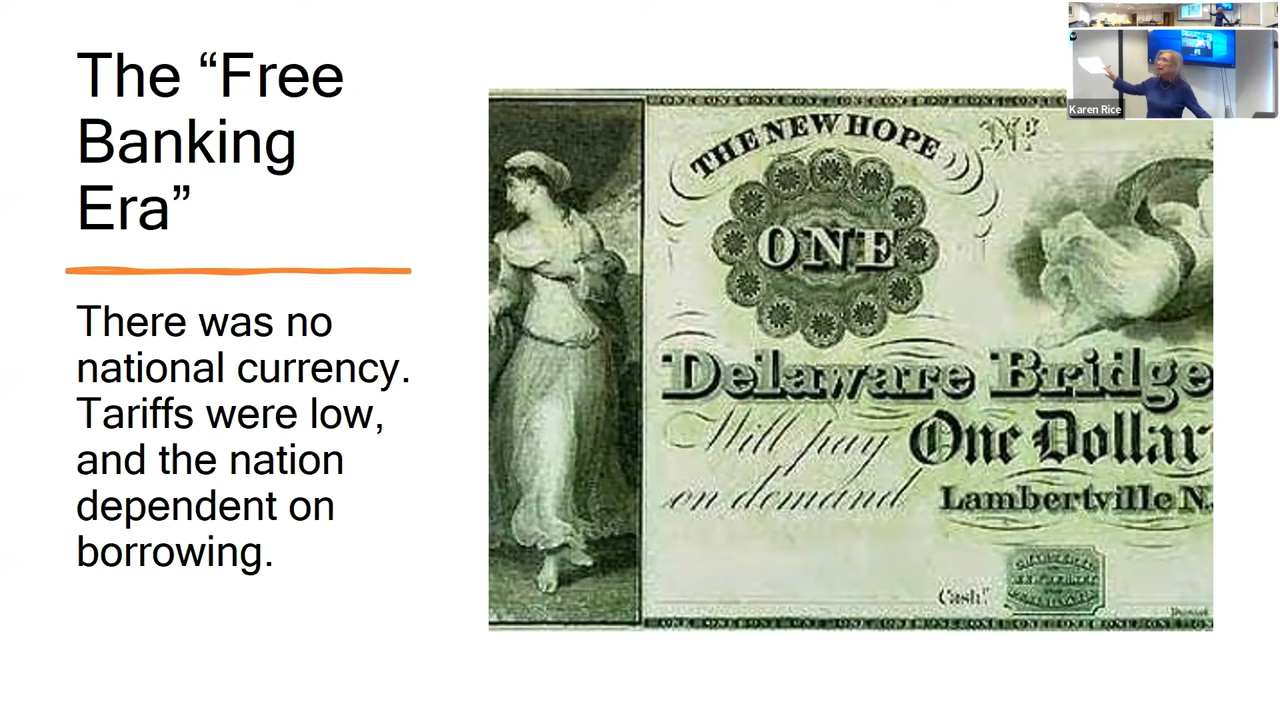 The “Free
Banking
Era”
There was no
national currency.
Tariffs were low,
and the nation
dependent on
borrowing.
THE NEW HOPE
Nº
ONE
Delaware Bridge
Will pay One Dollar
on demand Lambertville N.
Cash!
Karen Rice